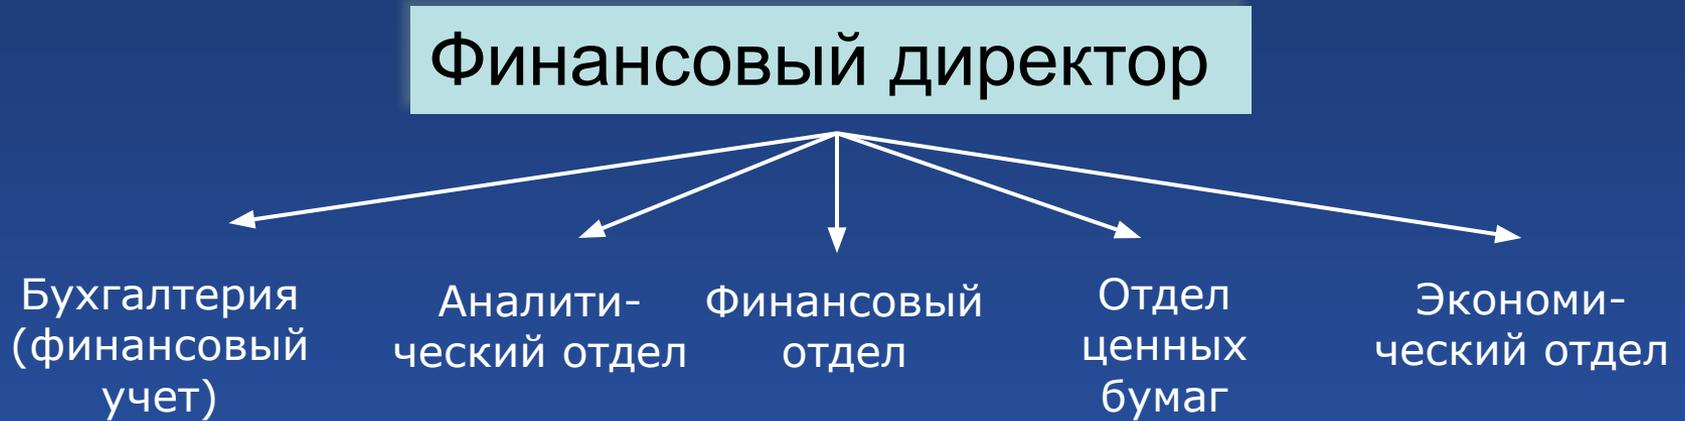 Финансовый директор
Бухгалтерия
(финансовый
учет)
Аналити-
ческий отдел
Финансовый
отдел
Отдел
ценных
бумаг
Экономи-
ческий отдел